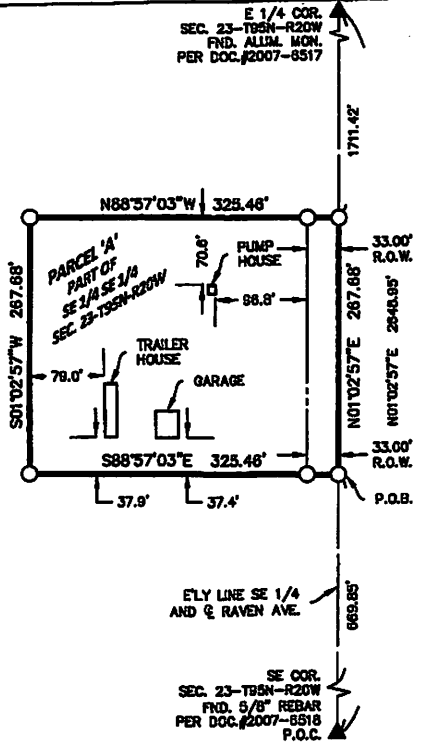 E 1/4 COR.
SEC. 23-T95N-R20W
FND. ALUM. MON.
PER DOC.#2007-6517
1711.42'
N88°57'03"W 325.46'
PARCEL 'A'
PART OF
SE 1/4 SE 1/4
SEC. 23-T95N-R20W
70.6'
PUMP
HOUSE
33.00'
R.O.W.
96.8'
S01°02'57"W 267.68'
N01°02'57"E 267.68'
N01°02'57"E 2648.95'
TRAILER
HOUSE
79.0'
GARAGE
33.00'
R.O.W.
S88°57'03"E 325.46'
P.O.B.
37.9'
37.4'
E'LY LINE SE 1/4
AND ℄ RAVEN AVE.
669.85'
SE COR.
SEC. 23-T95N-R20W
FND. 5/8" REBAR
PER DOC.#2007-6518
P.O.C.